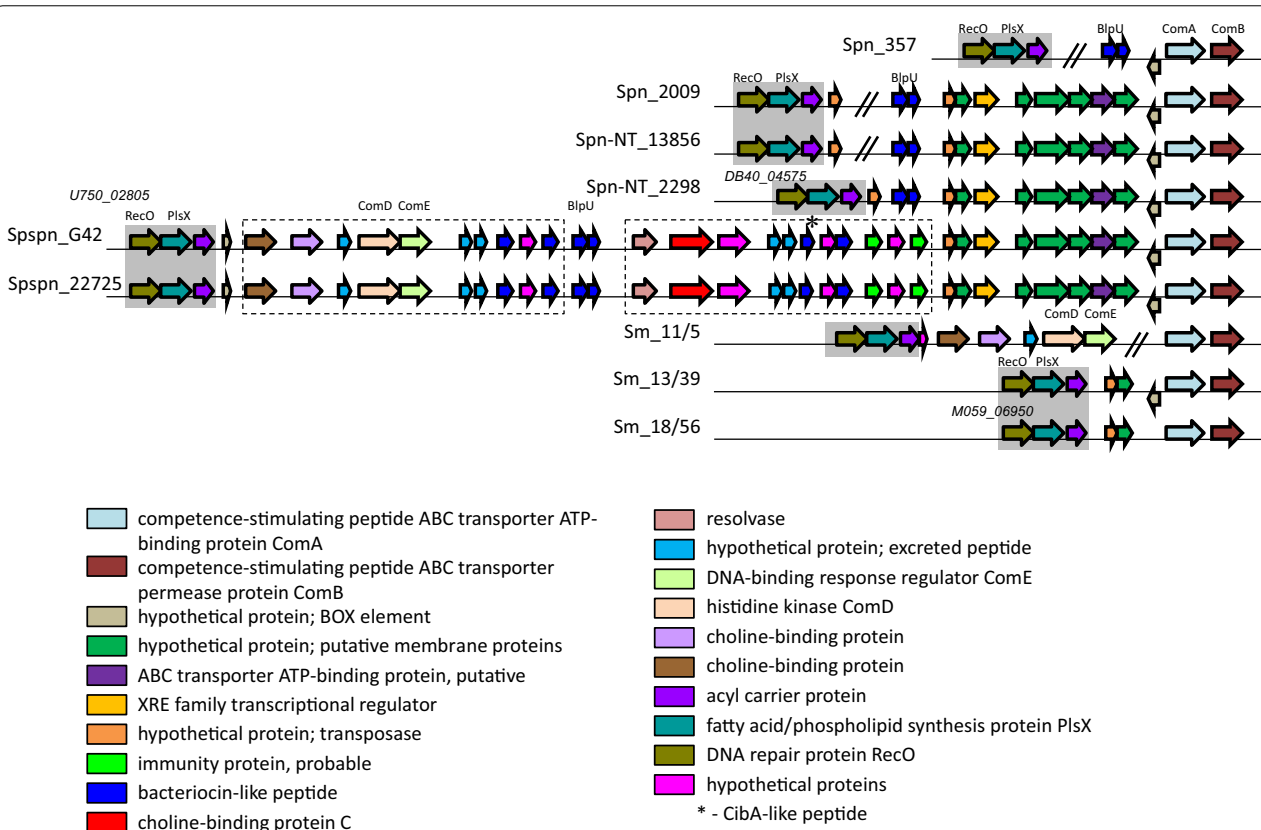 RecO PlsX BlpU ComA ComB
Spn_357
RecO PlsX BlpU
Spn_2009
Spn-NT_13856
DB40_04575
Spn-NT_2298
U750_02805
RecO PlsX ComD ComE BlpU *
Spspn_G42
Spspn_22725
ComD ComE
Sm_11/5
RecO PlsX
Sm_13/39
M059_06950
Sm_18/56
competence-stimulating peptide ABC transporter ATP-
binding protein ComA
competence-stimulating peptide ABC transporter
permease protein ComB
hypothetical protein; BOX element
hypothetical protein; putative membrane proteins
ABC transporter ATP-binding protein, putative
XRE family transcriptional regulator
hypothetical protein; transposase
immunity protein, probable
bacteriocin-like peptide
choline-binding protein C
resolvase
hypothetical protein; excreted peptide
DNA-binding response regulator ComE
histidine kinase ComD
choline-binding protein
choline-binding protein
acyl carrier protein
fatty acid/phospholipid synthesis protein PlsX
DNA repair protein RecO
hypothetical proteins
* - CibA-like peptide